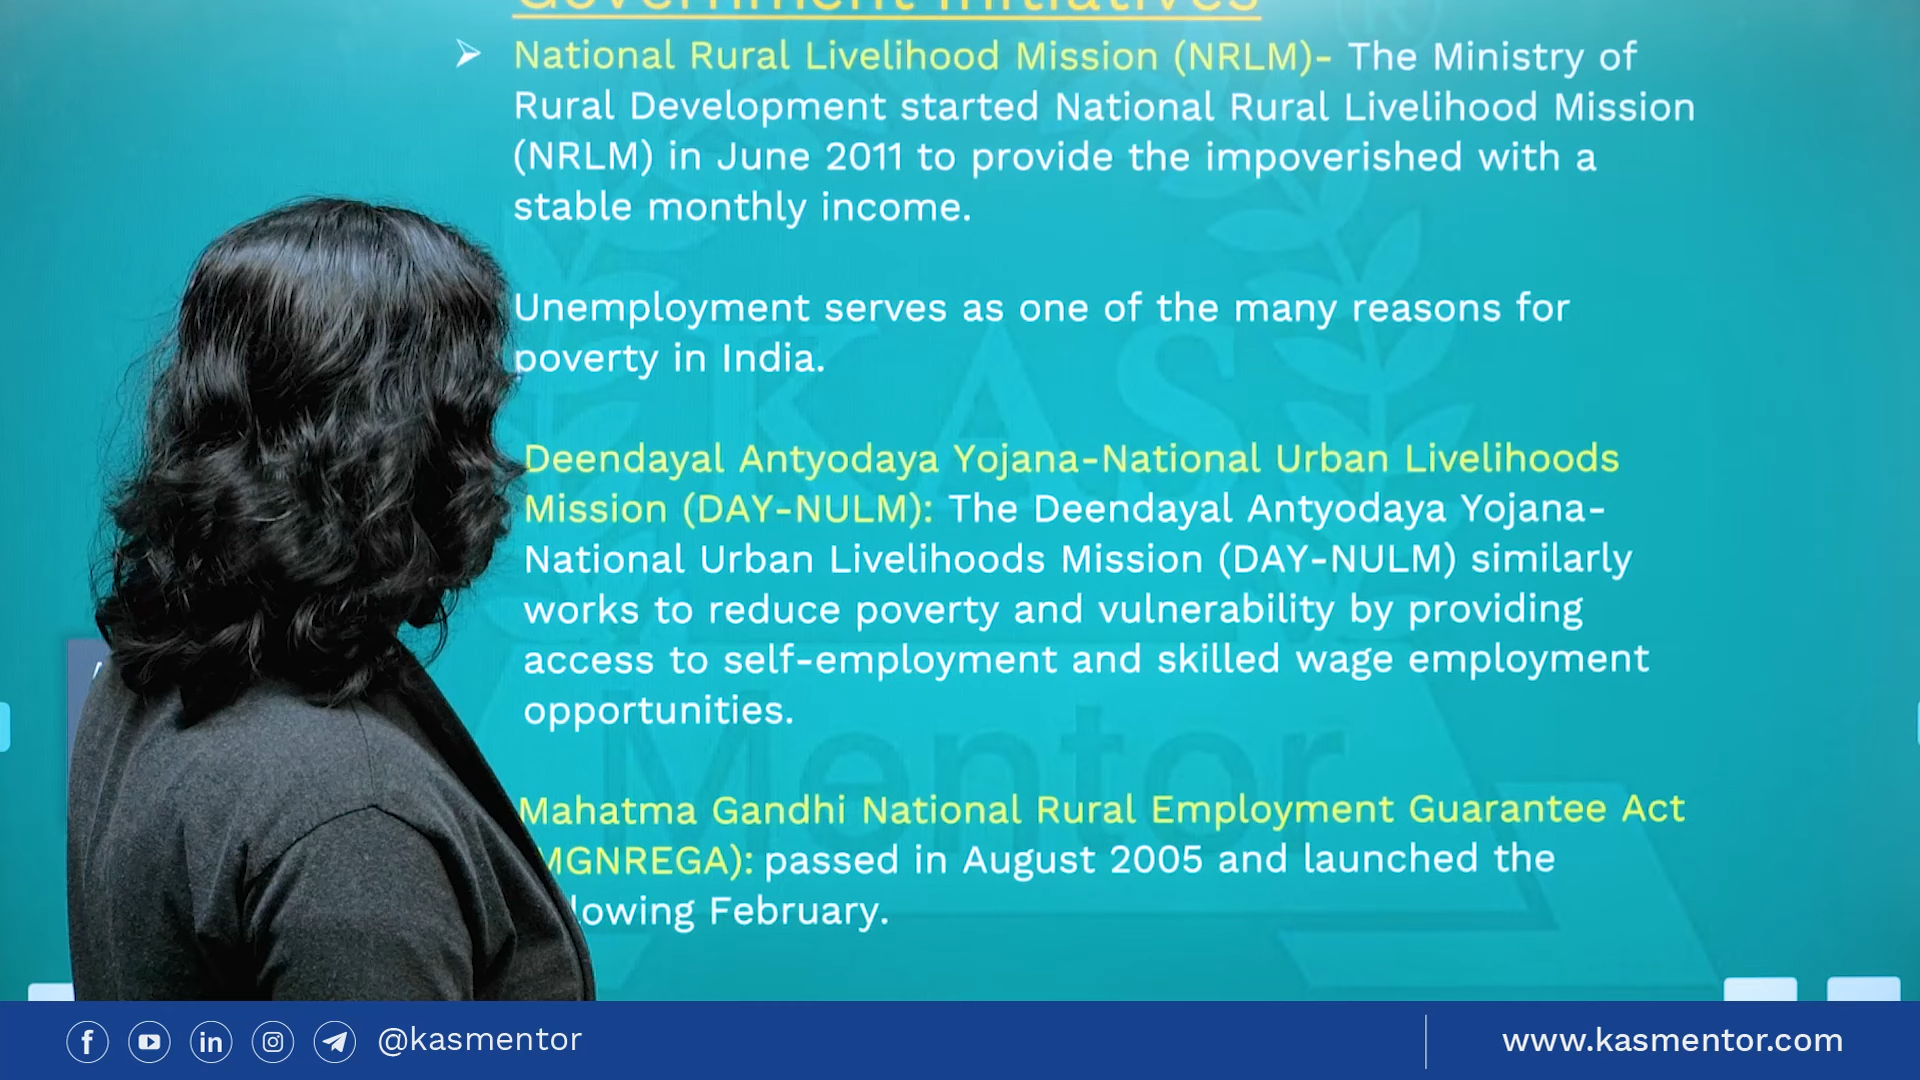 Government Initiatives
➤ National Rural Livelihood Mission (NRLM)- The Ministry of
Rural Development started National Rural Livelihood Mission
(NRLM) in June 2011 to provide the impoverished with a
stable monthly income.
Unemployment serves as one of the many reasons for
poverty in India.
Deendayal Antyodaya Yojana-National Urban Livelihoods
Mission (DAY-NULM): The Deendayal Antyodaya Yojana-
National Urban Livelihoods Mission (DAY-NULM) similarly
works to reduce poverty and vulnerability by providing
access to self-employment and skilled wage employment
opportunities.
Mahatma Gandhi National Rural Employment Guarantee Act
MGNREGA): passed in August 2005 and launched the
lowing February.
KAS
Mentor
@kasmentor
www.kasmentor.com